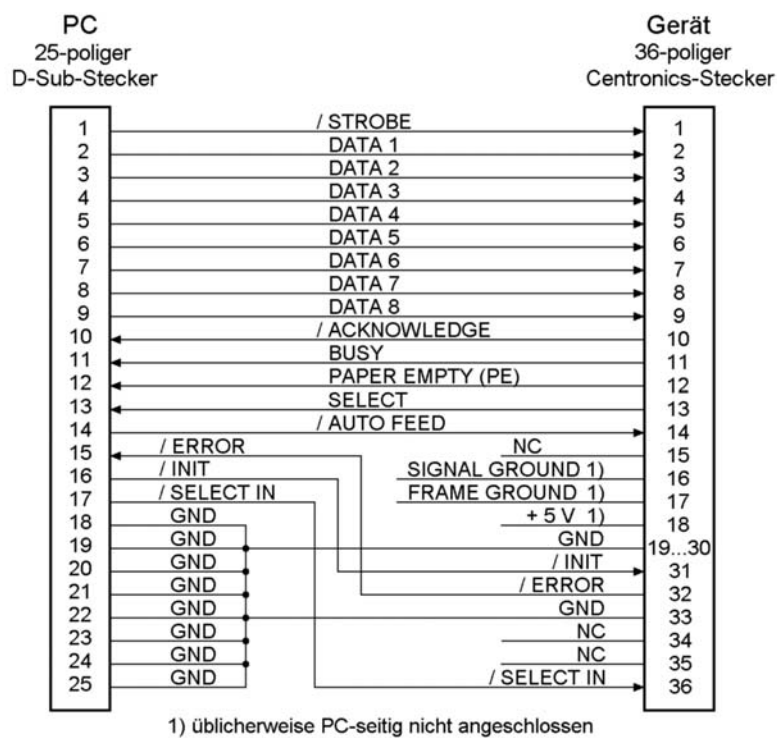 PC
25-poliger
D-Sub-Stecker
Gerät
36-poliger
Centronics-Stecker
1 / STROBE 1
2 DATA 1 2
3 DATA 2 3
4 DATA 3 4
5 DATA 4 5
6 DATA 5 6
7 DATA 6 7
8 DATA 7 8
9 DATA 8 9
10 / ACKNOWLEDGE 10
11 BUSY 11
12 PAPER EMPTY (PE) 12
13 SELECT 13
14 / AUTO FEED 14
15 / ERROR NC 15
16 / INIT SIGNAL GROUND 1) 16
17 / SELECT IN FRAME GROUND 1) 17
18 GND + 5 V 1) 18
19 GND GND 19...30
20 GND / INIT 31
21 GND / ERROR 32
22 GND GND 33
23 GND NC 34
24 GND NC 35
25 GND / SELECT IN 36
1) üblicherweise PC-seitig nicht angeschlossen